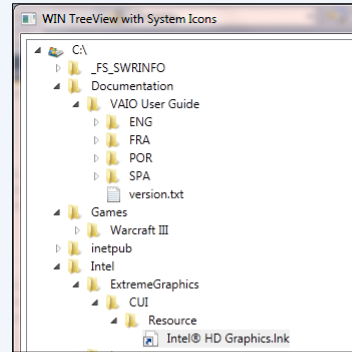 WIN TreeView with System Icons
C:\
_FS_SWRINFO
Documentation
VAIO User Guide
ENG
FRA
POR
SPA
version.txt
Games
Warcraft III
inetpub
Intel
ExtremeGraphics
CUI
Resource
Intel® HD Graphics.lnk